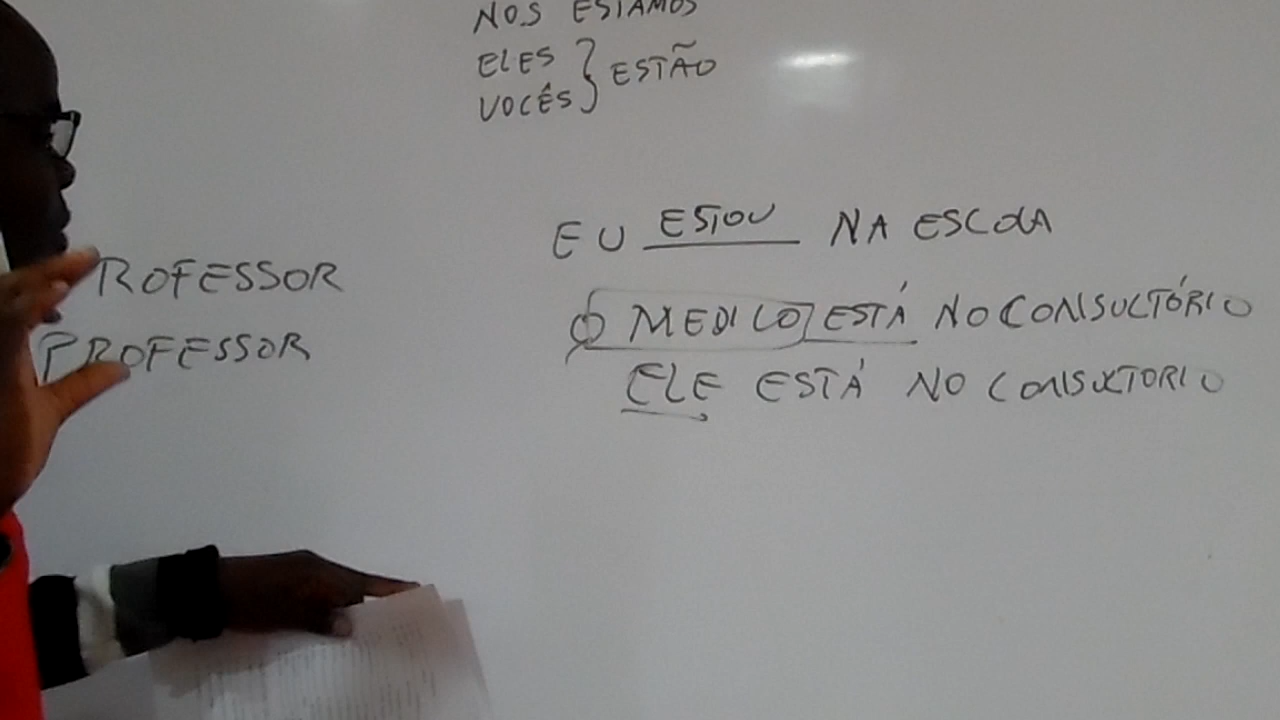 NOS ESTAMOS
ELES } ESTÃO
VOCÊS
EU ESTOU NA ESCOLA
O MEDICO ESTÁ NO CONSULTÓRIO
ELE ESTÁ NO CONSULTORIO
ROFESSOR
PROFESSOR